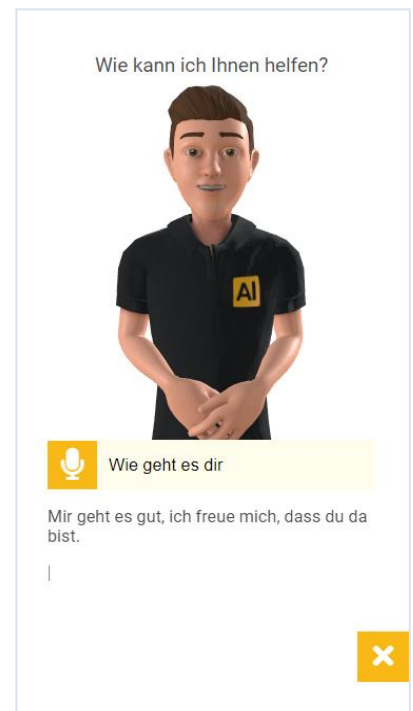 Wie kann ich Ihnen helfen?
AI
Wie geht es dir
Mir geht es gut, ich freue mich, dass du da
bist.